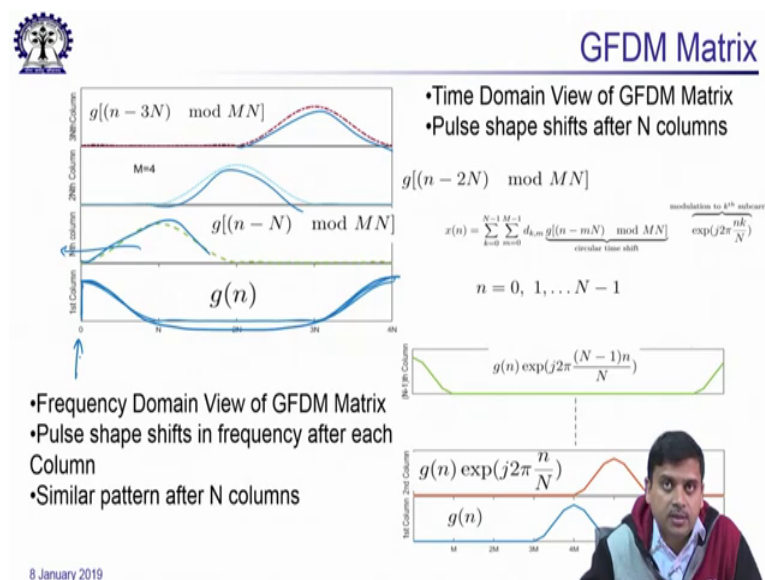 GFDM Matrix
•Time Domain View of GFDM Matrix
•Pulse shape shifts after N columns
3Nth Column
g[(n − 3N) mod MN]
2Nth Column
M=4
g[(n − 2N) mod MN]
Nth column
g[(n − N) mod MN]
modulation to kᵗʰ subcarr
x(n) = ∑_{k=0}^{N−1} ∑_{m=0}^{M−1} d_{k,m} g[(n − mN) mod MN] exp(j2π nk/N)
circular time shift
n = 0, 1, … N − 1
1st Column
g(n)
0 N 2N 3N 4N
(N-1)th Column
g(n) exp(j2π (N − 1)n/N)
•Frequency Domain View of GFDM Matrix
•Pulse shape shifts in frequency after each
Column
•Similar pattern after N columns
2nd Column
g(n) exp(j2π n/N)
1st Column
g(n)
M 2M 3M 4M
8 January 2019